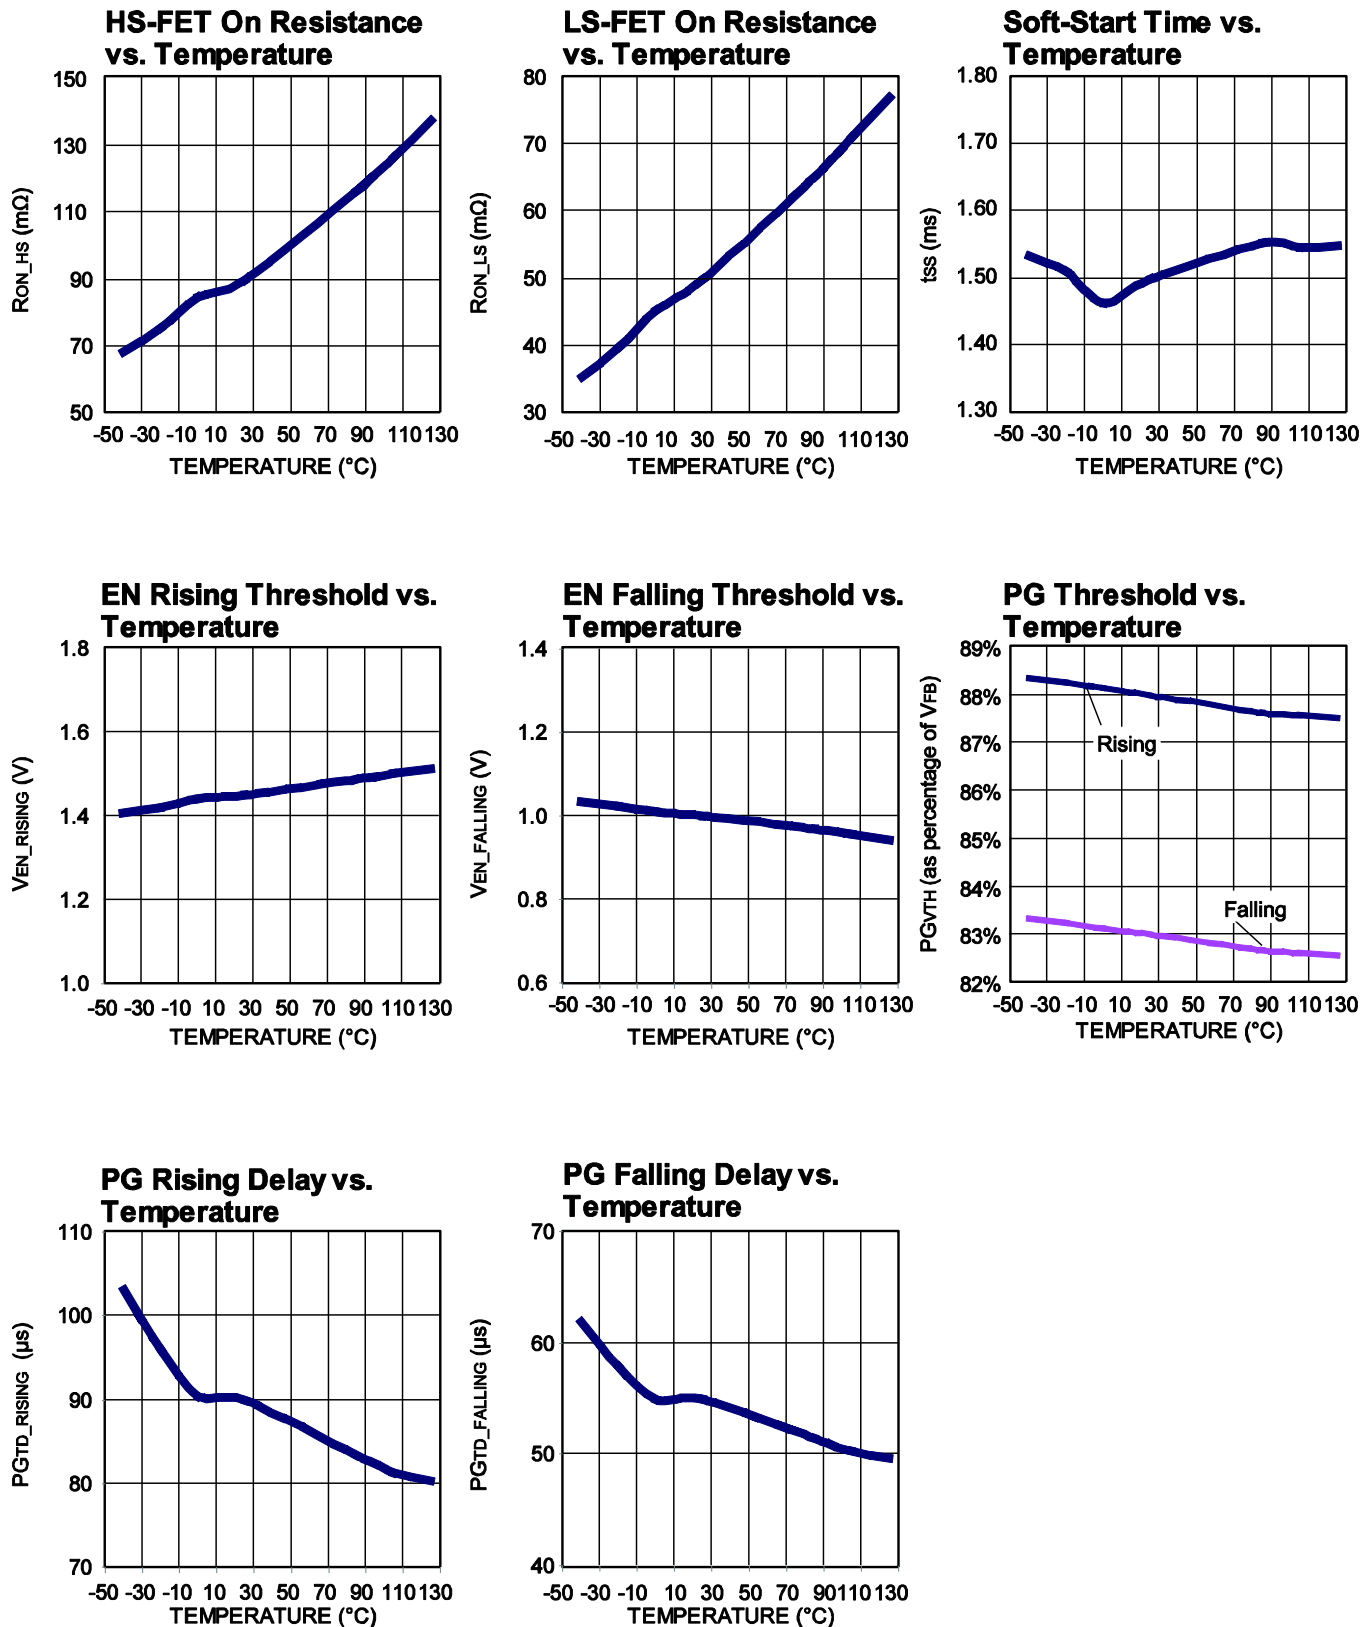 HS-FET On Resistance
vs. Temperature
150
130
110
90
70
50
RON_HS (mΩ)
-50 -30 -10 10 30 50 70 90 110 130
TEMPERATURE (°C)
LS-FET On Resistance
vs. Temperature
80
70
60
50
40
30
RON_LS (mΩ)
-50 -30 -10 10 30 50 70 90 110 130
TEMPERATURE (°C)
Soft-Start Time vs.
Temperature
1.80
1.70
1.60
1.50
1.40
1.30
tSS (ms)
-50 -30 -10 10 30 50 70 90 110 130
TEMPERATURE (°C)
EN Rising Threshold vs.
Temperature
1.8
1.6
1.4
1.2
1.0
VEN_RISING (V)
-50 -30 -10 10 30 50 70 90 110 130
TEMPERATURE (°C)
EN Falling Threshold vs.
Temperature
1.4
1.2
1.0
0.8
0.6
VEN_FALLING (V)
-50 -30 -10 10 30 50 70 90 110 130
TEMPERATURE (°C)
PG Threshold vs.
Temperature
89%
88%
87%
86%
85%
84%
83%
82%
PGVTH (as percentage of VFB)
Rising
Falling
-50 -30 -10 10 30 50 70 90 110 130
TEMPERATURE (°C)
PG Rising Delay vs.
Temperature
110
100
90
80
70
PGTD_RISING (µs)
-50 -30 -10 10 30 50 70 90 110 130
TEMPERATURE (°C)
PG Falling Delay vs.
Temperature
70
60
50
40
PGTD_FALLING (µs)
-50 -30 -10 10 30 50 70 90 110 130
TEMPERATURE (°C)